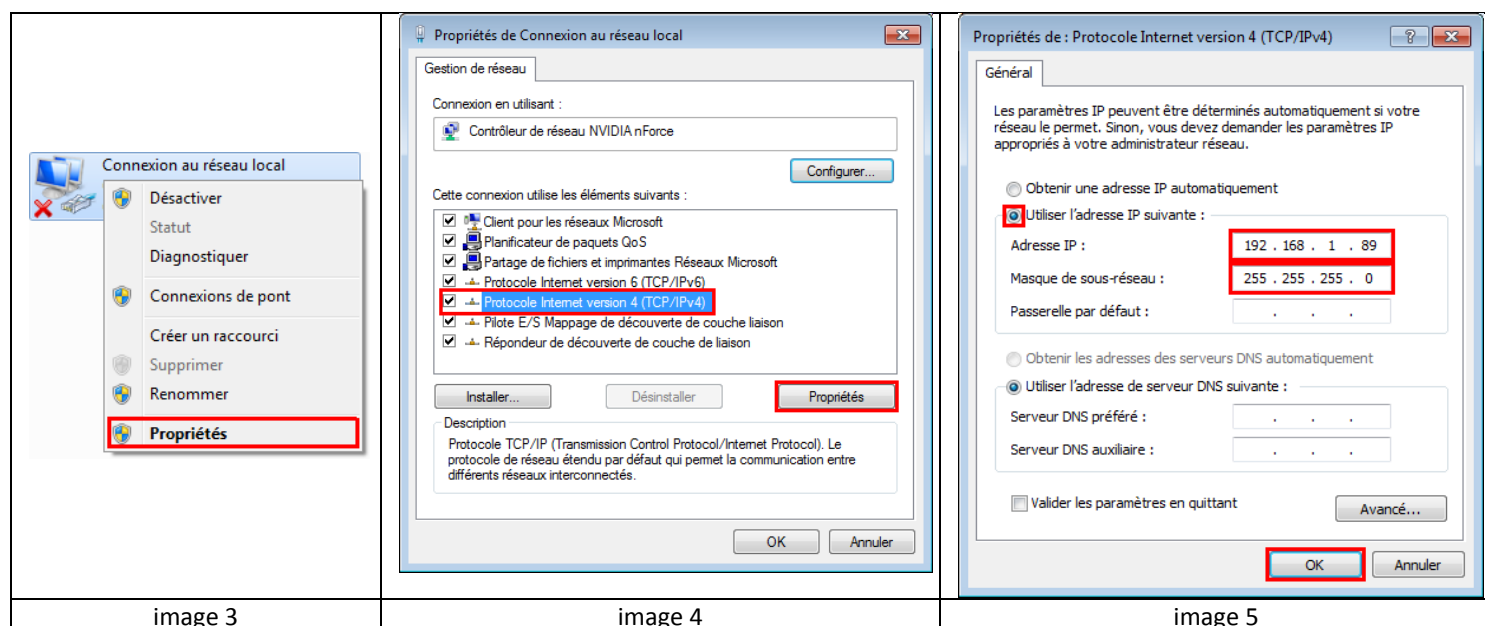 Connexion au réseau local
Désactiver
Statut
Diagnostiquer
Connexions de pont
Créer un raccourci
Supprimer
Renommer
Propriétés
image 3
Propriétés de Connexion au réseau local
Gestion de réseau
Connexion en utilisant :
Contrôleur de réseau NVIDIA nForce
Configurer...
Cette connexion utilise les éléments suivants :
Client pour les réseaux Microsoft
Planificateur de paquets QoS
Partage de fichiers et imprimantes Réseaux Microsoft
Protocole Internet version 6 (TCP/IPv6)
Protocole Internet version 4 (TCP/IPv4)
Pilote E/S Mappage de découverte de couche liaison
Répondeur de découverte de couche de liaison
Installer...
Désinstaller
Propriétés
Description
Protocole TCP/IP (Transmission Control Protocol/Internet Protocol). Le
protocole de réseau étendu par défaut qui permet la communication entre
différents réseaux interconnectés.
OK
Annuler
image 4
Propriétés de : Protocole Internet version 4 (TCP/IPv4)
Général
Les paramètres IP peuvent être déterminés automatiquement si votre
réseau le permet. Sinon, vous devez demander les paramètres IP
appropriés à votre administrateur réseau.
Obtenir une adresse IP automatiquement
Utiliser l'adresse IP suivante :
Adresse IP : 192 . 168 . 1 . 89
Masque de sous-réseau : 255 . 255 . 255 . 0
Passerelle par défaut : . . .
Obtenir les adresses des serveurs DNS automatiquement
Utiliser l'adresse de serveur DNS suivante :
Serveur DNS préféré : . . .
Serveur DNS auxiliaire : . . .
Valider les paramètres en quittant
Avancé...
OK
Annuler
image 5